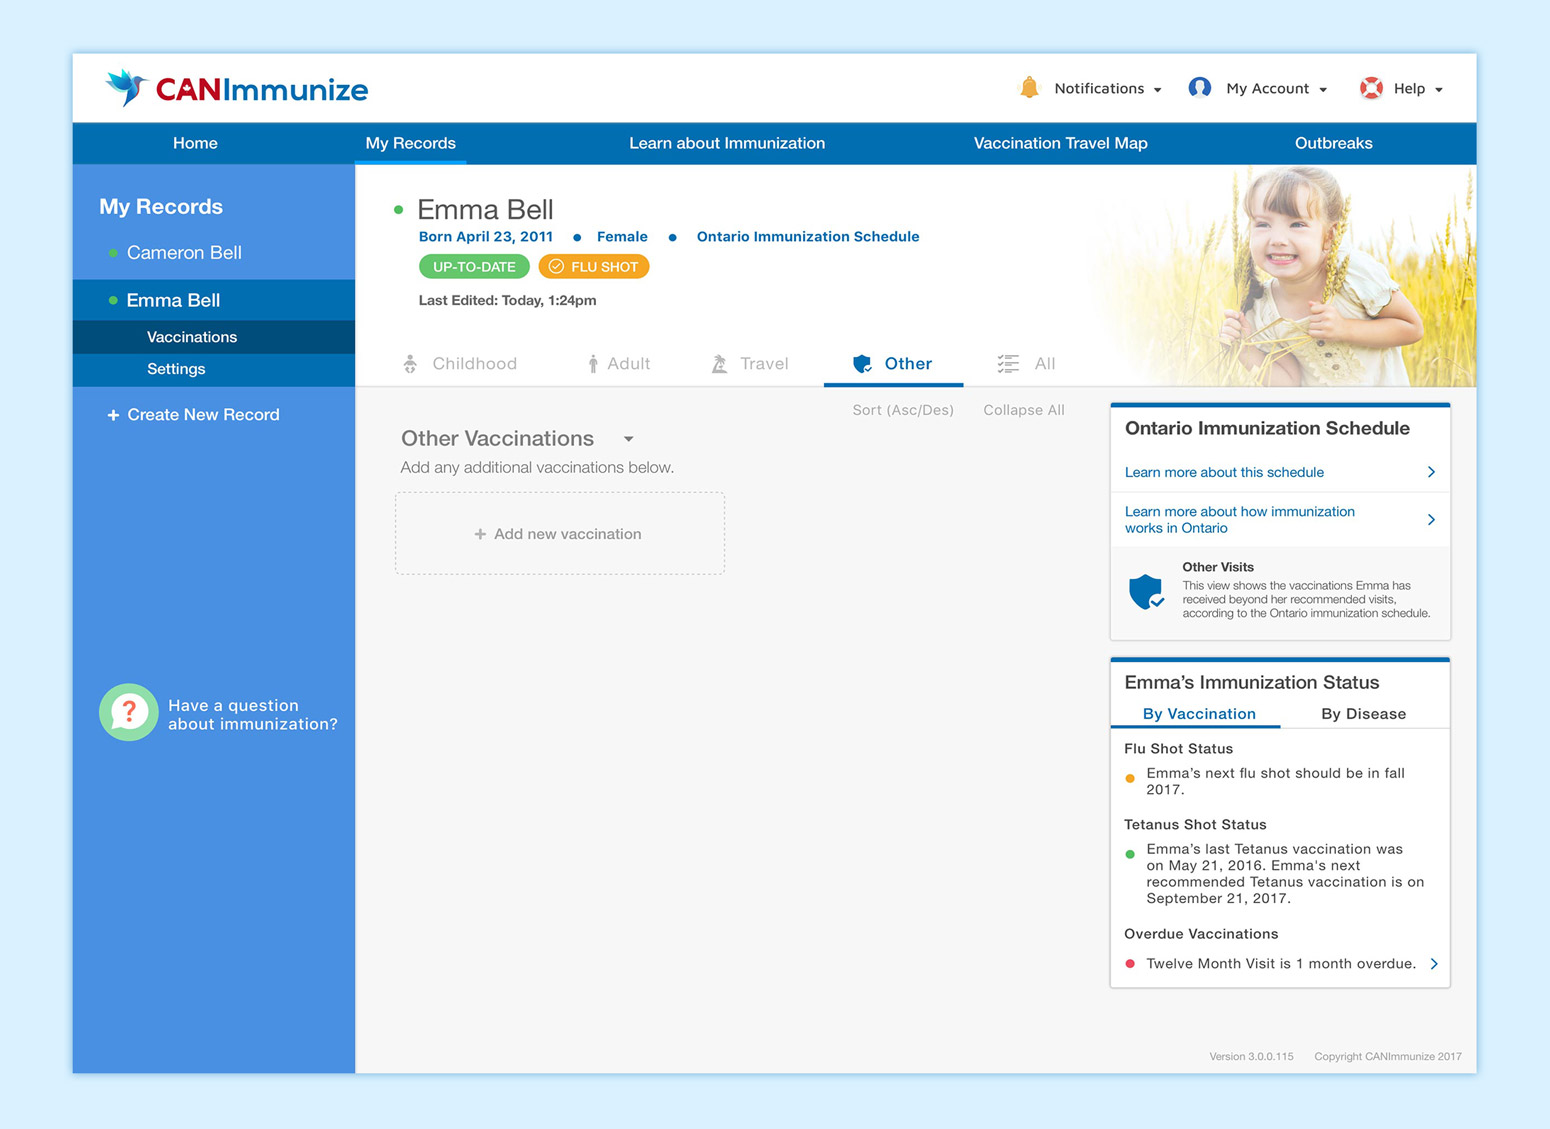 CANImmunize
Notifications
My Account
Help
Home
My Records
Learn about Immunization
Vaccination Travel Map
Outbreaks
My Records
Cameron Bell
Emma Bell
Vaccinations
Settings
+ Create New Record
? Have a question
about immunization?
Emma Bell
Born April 23, 2011 • Female • Ontario Immunization Schedule
UP-TO-DATE
FLU SHOT
Last Edited: Today, 1:24pm
Childhood
Adult
Travel
Other
All
Sort (Asc/Des)
Collapse All
Other Vaccinations
Add any additional vaccinations below.
+ Add new vaccination
Ontario Immunization Schedule
Learn more about this schedule
Learn more about how immunization
works in Ontario
Other Visits
This view shows the vaccinations Emma has
received beyond her recommended visits,
according to the Ontario immunization schedule.
Emma’s Immunization Status
By Vaccination
By Disease
Flu Shot Status
Emma’s next flu shot should be in fall
2017.
Tetanus Shot Status
Emma’s last Tetanus vaccination was
on May 21, 2016. Emma's next
recommended Tetanus vaccination is on
September 21, 2017.
Overdue Vaccinations
Twelve Month Visit is 1 month overdue.
Version 3.0.0.115
Copyright CANImmunize 2017